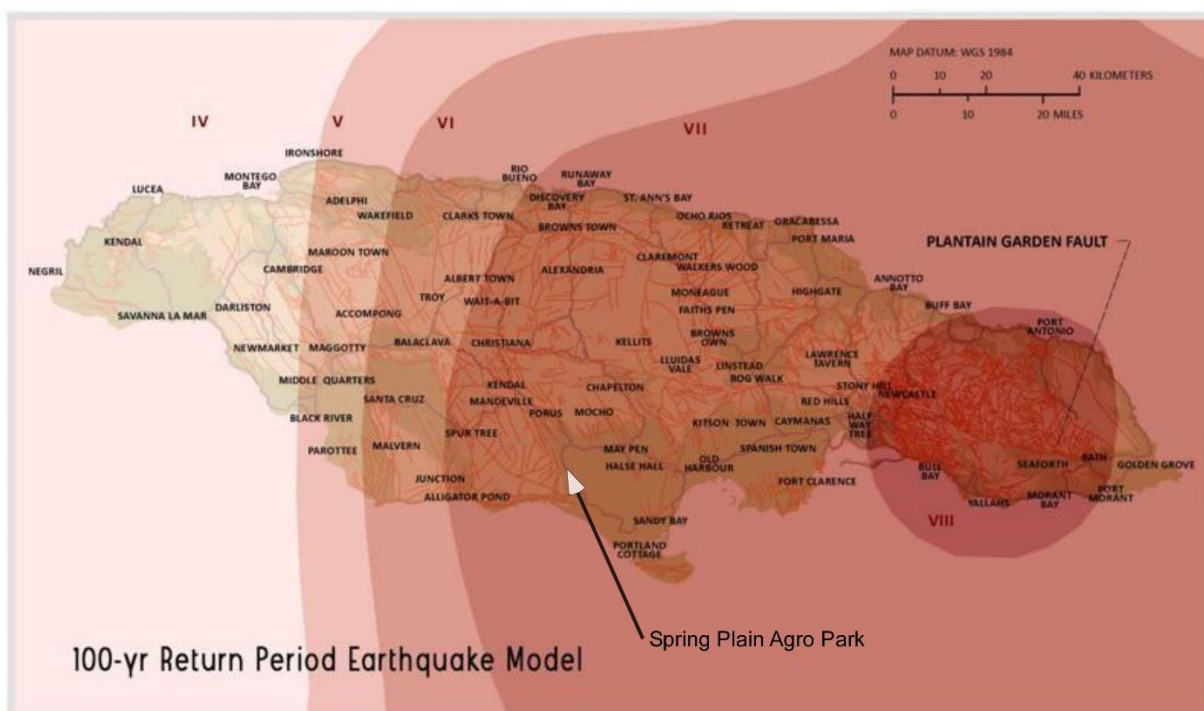 MAP DATUM: WGS 1984
0 10 20 40 KILOMETERS
0 10 20 MILES
IV
V
VI
VII
IRONSHORE
MONTEGO
BAY
LUCEA
RIO
BUENO
RUNAWAY
BAY
DISCOVERY
BAY
ST. ANN'S BAY
ADELPHI
WAKEFIELD
CLARKS TOWN
BROWNS TOWN
OCHO RIOS
RETREAT
ORACABESSA
PORT MARIA
KENDAL
MAROON TOWN
CAMBRIDGE
NEGRIL
ALBERT TOWN
ALEXANDRIA
CLAREMONT
WALKERS WOOD
PLANTAIN GARDEN FAULT
ANNOTTO
BAY
TROY
WAIT-A-BIT
MONEAGUE
HIGHGATE
BUFF BAY
DARLISTON
SAVANNA LA MAR
ACCOMPONG
FAITHS PEN
PORT
ANTONIO
NEWMARKET
MAGGOTTY
BALACLAVA
CHRISTIANA
KELLITS
BROWNS
OWN
LLUIDAS
VALE
LINSTEAD
BOG WALK
LAWRENCE
TAVERN
MIDDLE QUARTERS
KENDAL
MANDEVILLE
CHAPELTON
STONY HILL
NEWCASTLE
SANTA CRUZ
PORUS
MOCHO
RED HILLS
BLACK RIVER
KITSON TOWN
CAYMANAS
HALF
WAY
TREE
SPUR TREE
PAROTTEE
MALVERN
MAY PEN
HALSE HALL
OLD
HARBOUR
SPANISH TOWN
BULL
BAY
SEAFORTH
BATH
GOLDEN GROVE
JUNCTION
ALLIGATOR POND
FORT CLARENCE
YALLAHS
MORANT
BAY
PORT
MORANT
SANDY BAY
VIII
PORTLAND
COTTAGE
Spring Plain Agro Park
100-yr Return Period Earthquake Model